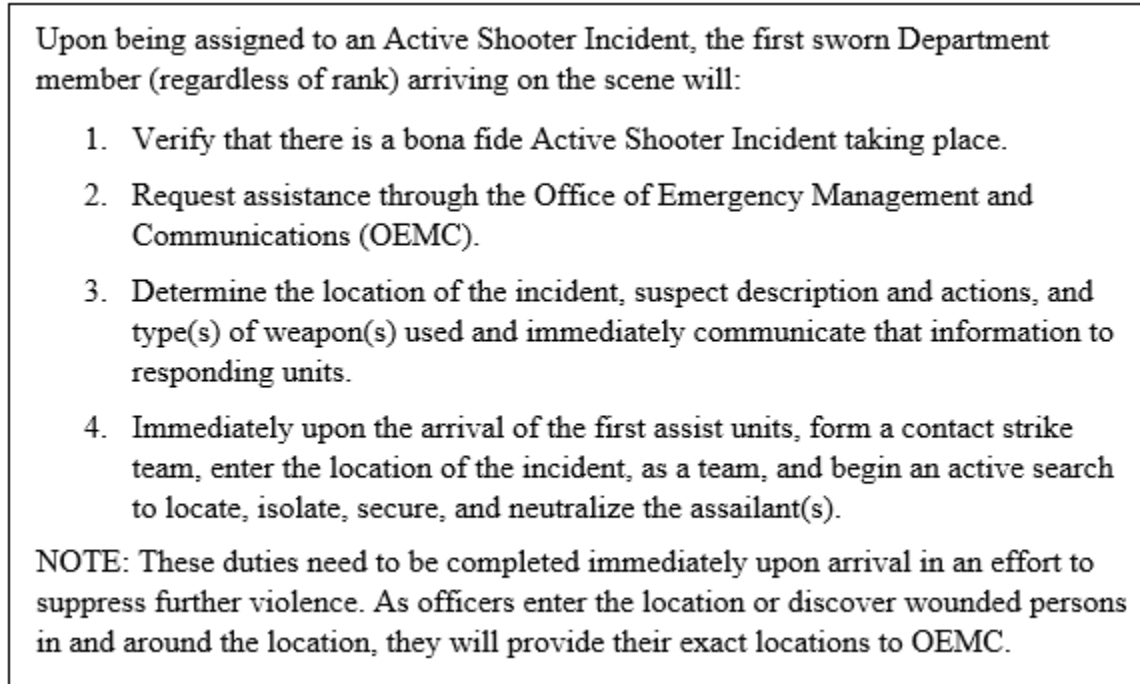 Upon being assigned to an Active Shooter Incident, the first sworn Department
member (regardless of rank) arriving on the scene will:
1. Verify that there is a bona fide Active Shooter Incident taking place.
2. Request assistance through the Office of Emergency Management and
Communications (OEMC).
3. Determine the location of the incident, suspect description and actions, and
type(s) of weapon(s) used and immediately communicate that information to
responding units.
4. Immediately upon the arrival of the first assist units, form a contact strike
team, enter the location of the incident, as a team, and begin an active search
to locate, isolate, secure, and neutralize the assailant(s).
NOTE: These duties need to be completed immediately upon arrival in an effort to
suppress further violence. As officers enter the location or discover wounded persons
in and around the location, they will provide their exact locations to OEMC.